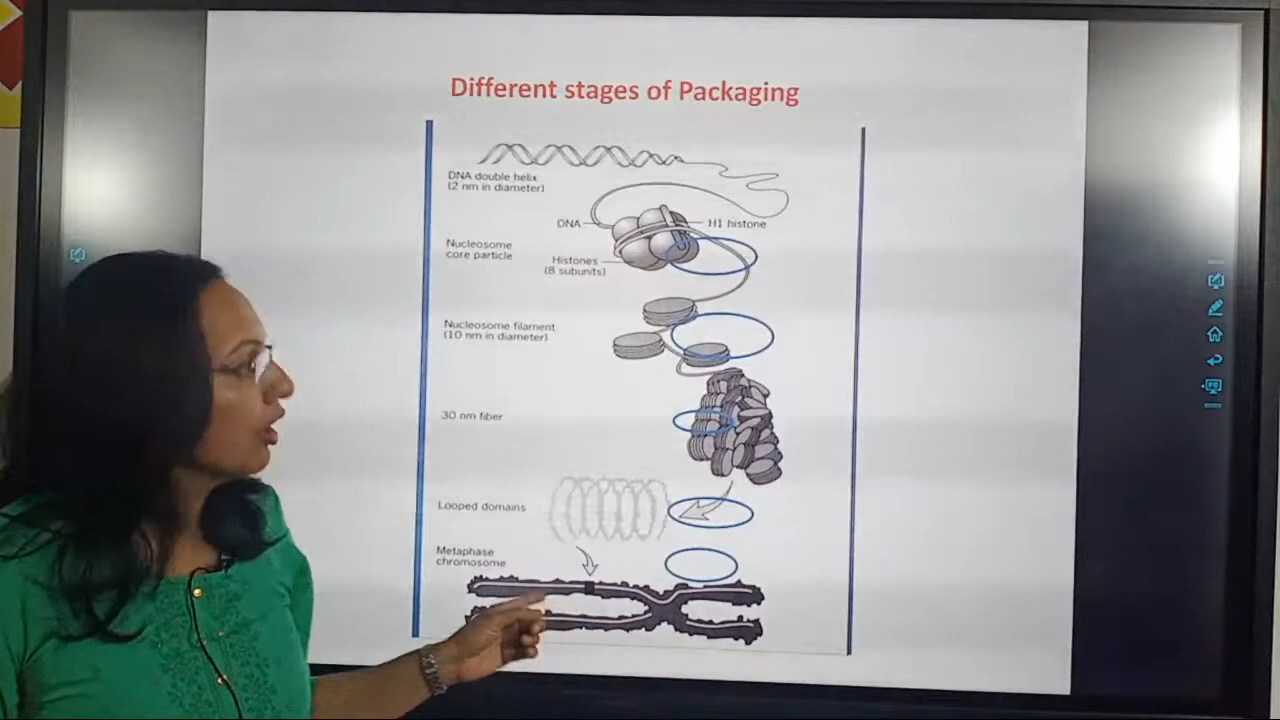 Different stages of Packaging
DNA double helix
(2 nm in diameter)
DNA
H1 histone
Nucleosome
core particle
Histones
(8 subunits)
Nucleosome filament
(10 nm in diameter)
30 nm fiber
Looped domains
Metaphase
chromosome